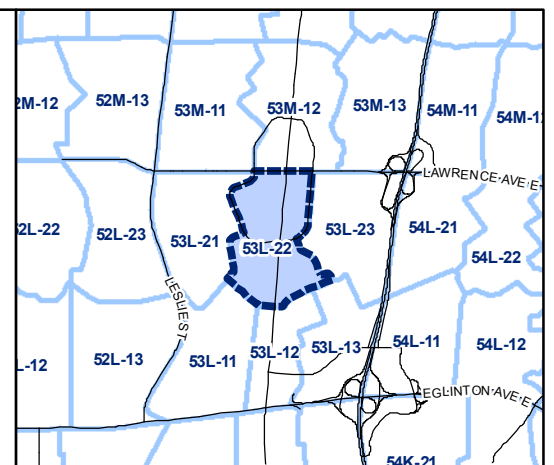 2M-12
52M-13
53M-11
53M-12
53M-13
54M-11
54M-1
LAWRENCE AVE E
2L-22
52L-23
53L-21
53L-22
53L-23
54L-21
54L-22
LESLIE ST
L-12
52L-13
53L-11
53L-12
53L-13
54L-11
54L-12
EGLINTON AVE E
54K-21